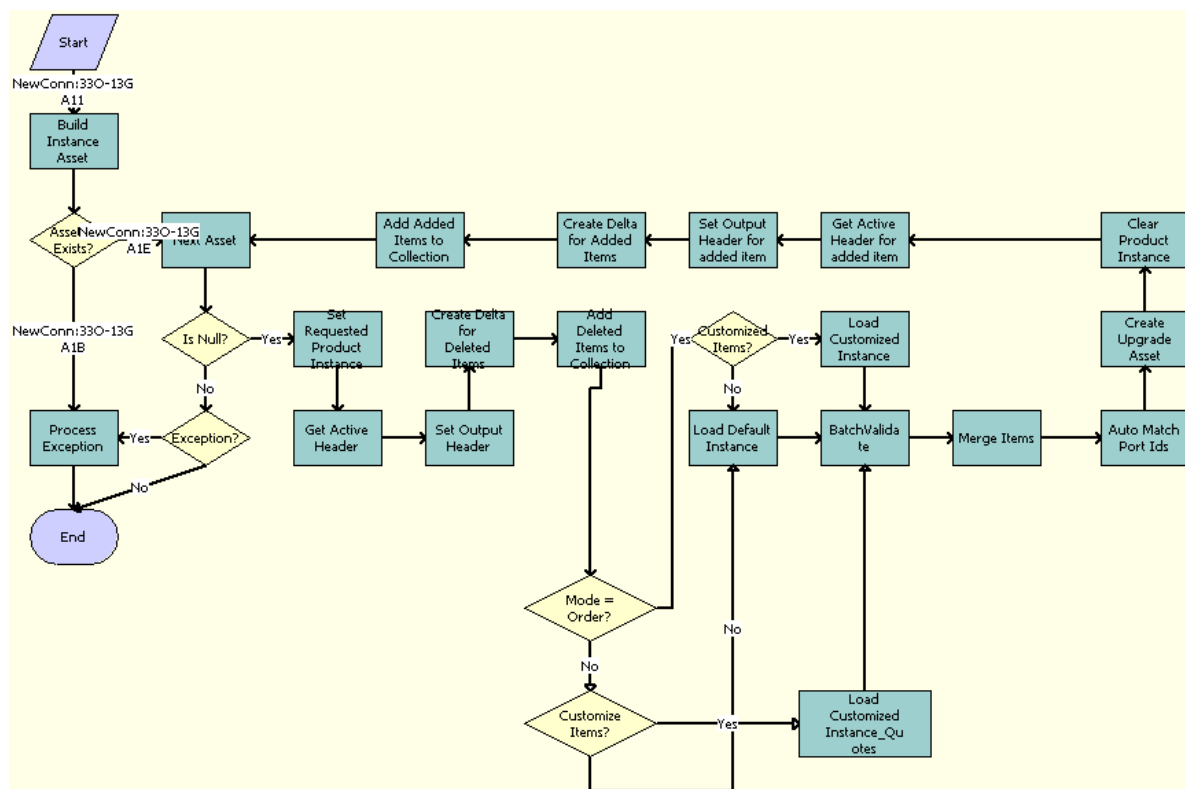 Start
NewConn:33O-13G
A11
Build
Instance
Asset
Asset
Exists?
NewConn:33O-13G
A1E
Next Asset
Add Added
Items to
Collection
Create Delta
for Added
Items
Set Output
Header for
added item
Get Active
Header for
added item
Clear
Product
Instance
NewConn:33O-13G
A1B
Is Null?
Yes
Set
Requested
Product
Instance
Create Delta
for
Deleted
Items
Add
Deleted
Items to
Collection
Yes
Customized
Items?
Yes
Load
Customized
Instance
Create
Upgrade
Asset
No
No
Process
Exception
Yes
Exception?
Get Active
Header
Set Output
Header
Load Default
Instance
BatchValida
te
Merge Items
Auto Match
Port Ids
No
End
Mode =
Order?
No
No
Customize
Items?
Yes
Load
Customized
Instance_Qu
otes